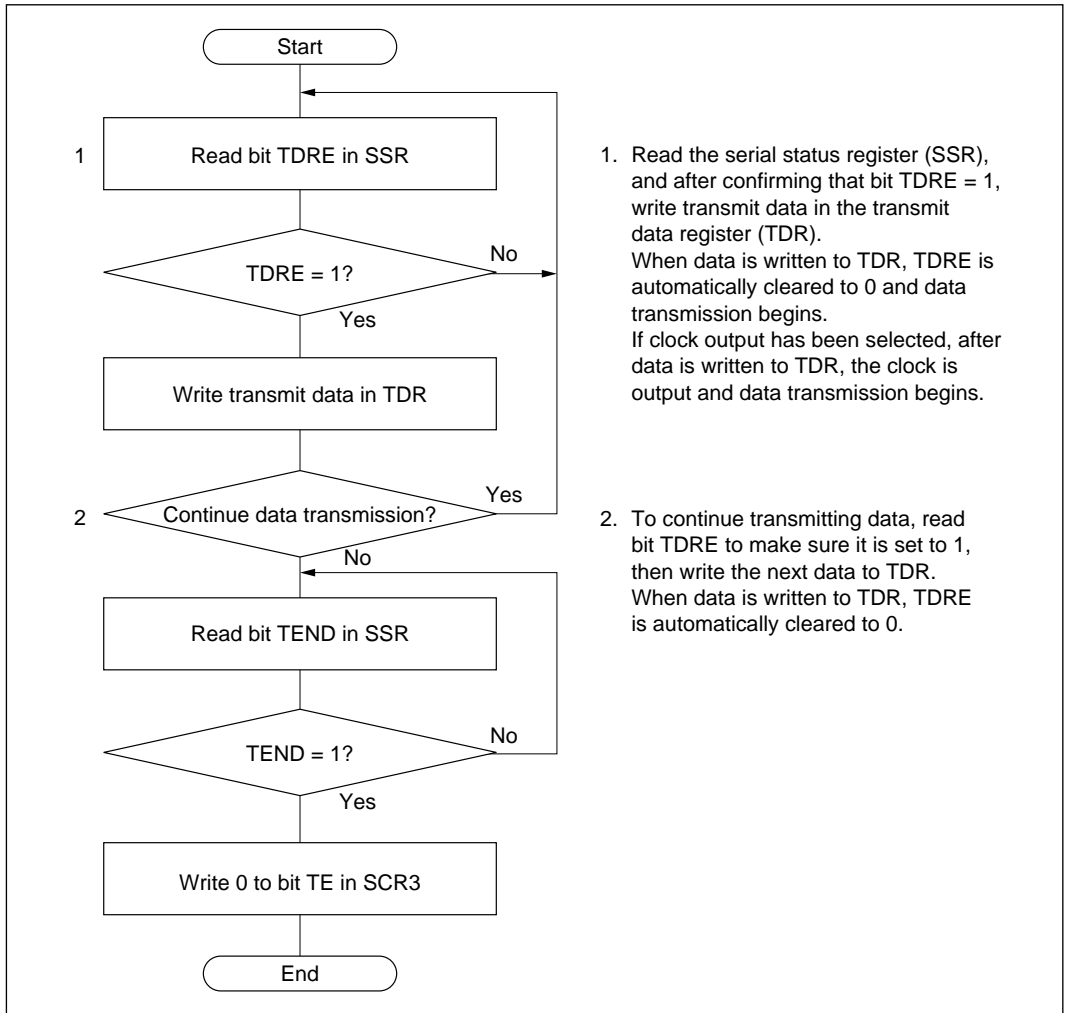 Start
1
Read bit TDRE in SSR
TDRE = 1?
No
Yes
Write transmit data in TDR
2
Continue data transmission?
Yes
No
Read bit TEND in SSR
TEND = 1?
No
Yes
Write 0 to bit TE in SCR3
End
1. Read the serial status register (SSR),
and after confirming that bit TDRE = 1,
write transmit data in the transmit
data register (TDR).
When data is written to TDR, TDRE is
automatically cleared to 0 and data
transmission begins.
If clock output has been selected, after
data is written to TDR, the clock is
output and data transmission begins.
2. To continue transmitting data, read
bit TDRE to make sure it is set to 1,
then write the next data to TDR.
When data is written to TDR, TDRE
is automatically cleared to 0.